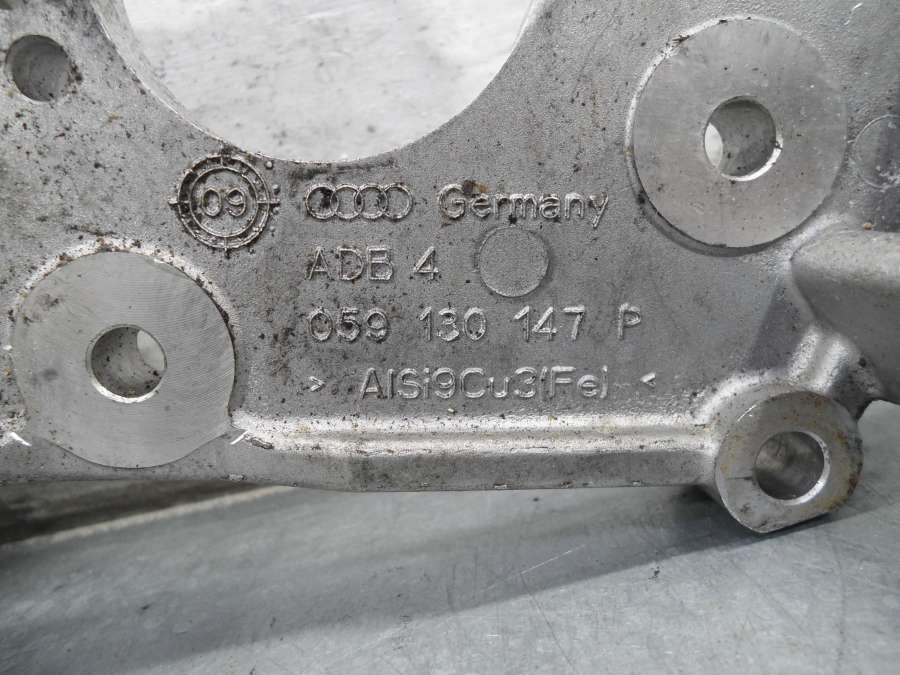 09
Germany
ADB 4
059 130 147 P
> AlSi9Cu3(Fe) <